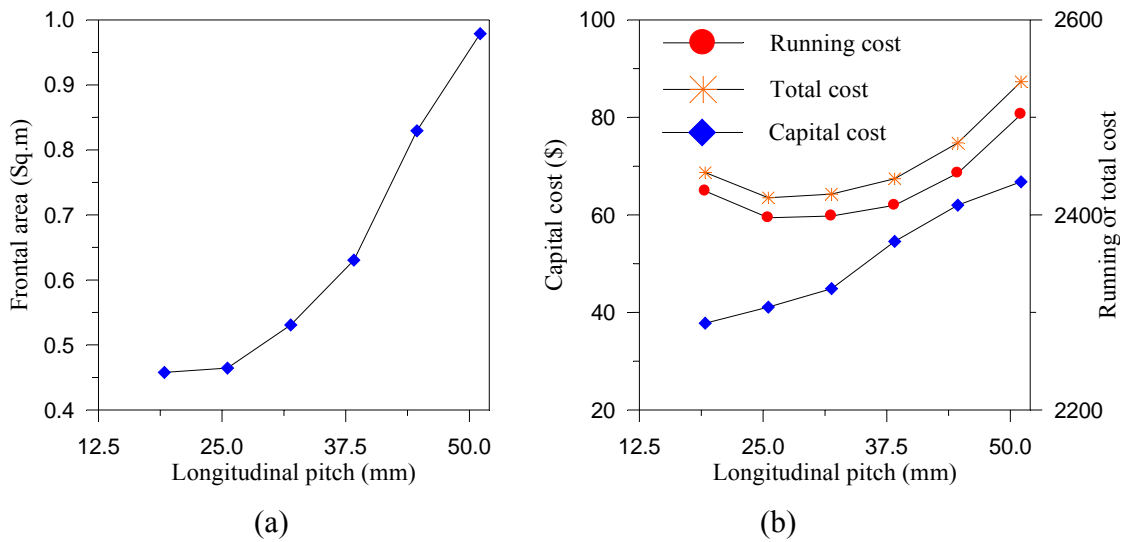 1.0
0.9
0.8
0.7
0.6
0.5
0.4
Frontal area (Sq.m)
12.5 25.0 37.5 50.0
Longitudinal pitch (mm)
(a)
100
80
60
40
20
Capital cost ($)
Running cost
Total cost
Capital cost
2600
2400
2200
Running or total cost
12.5 25.0 37.5 50.0
Longitudinal pitch (mm)
(b)